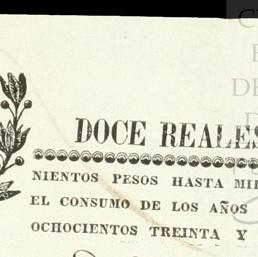 DOCE REALES
NIENTOS PESOS HASTA MIL
EL CONSUMO DE LOS AÑOS
OCHOCIENTOS TREINTA Y